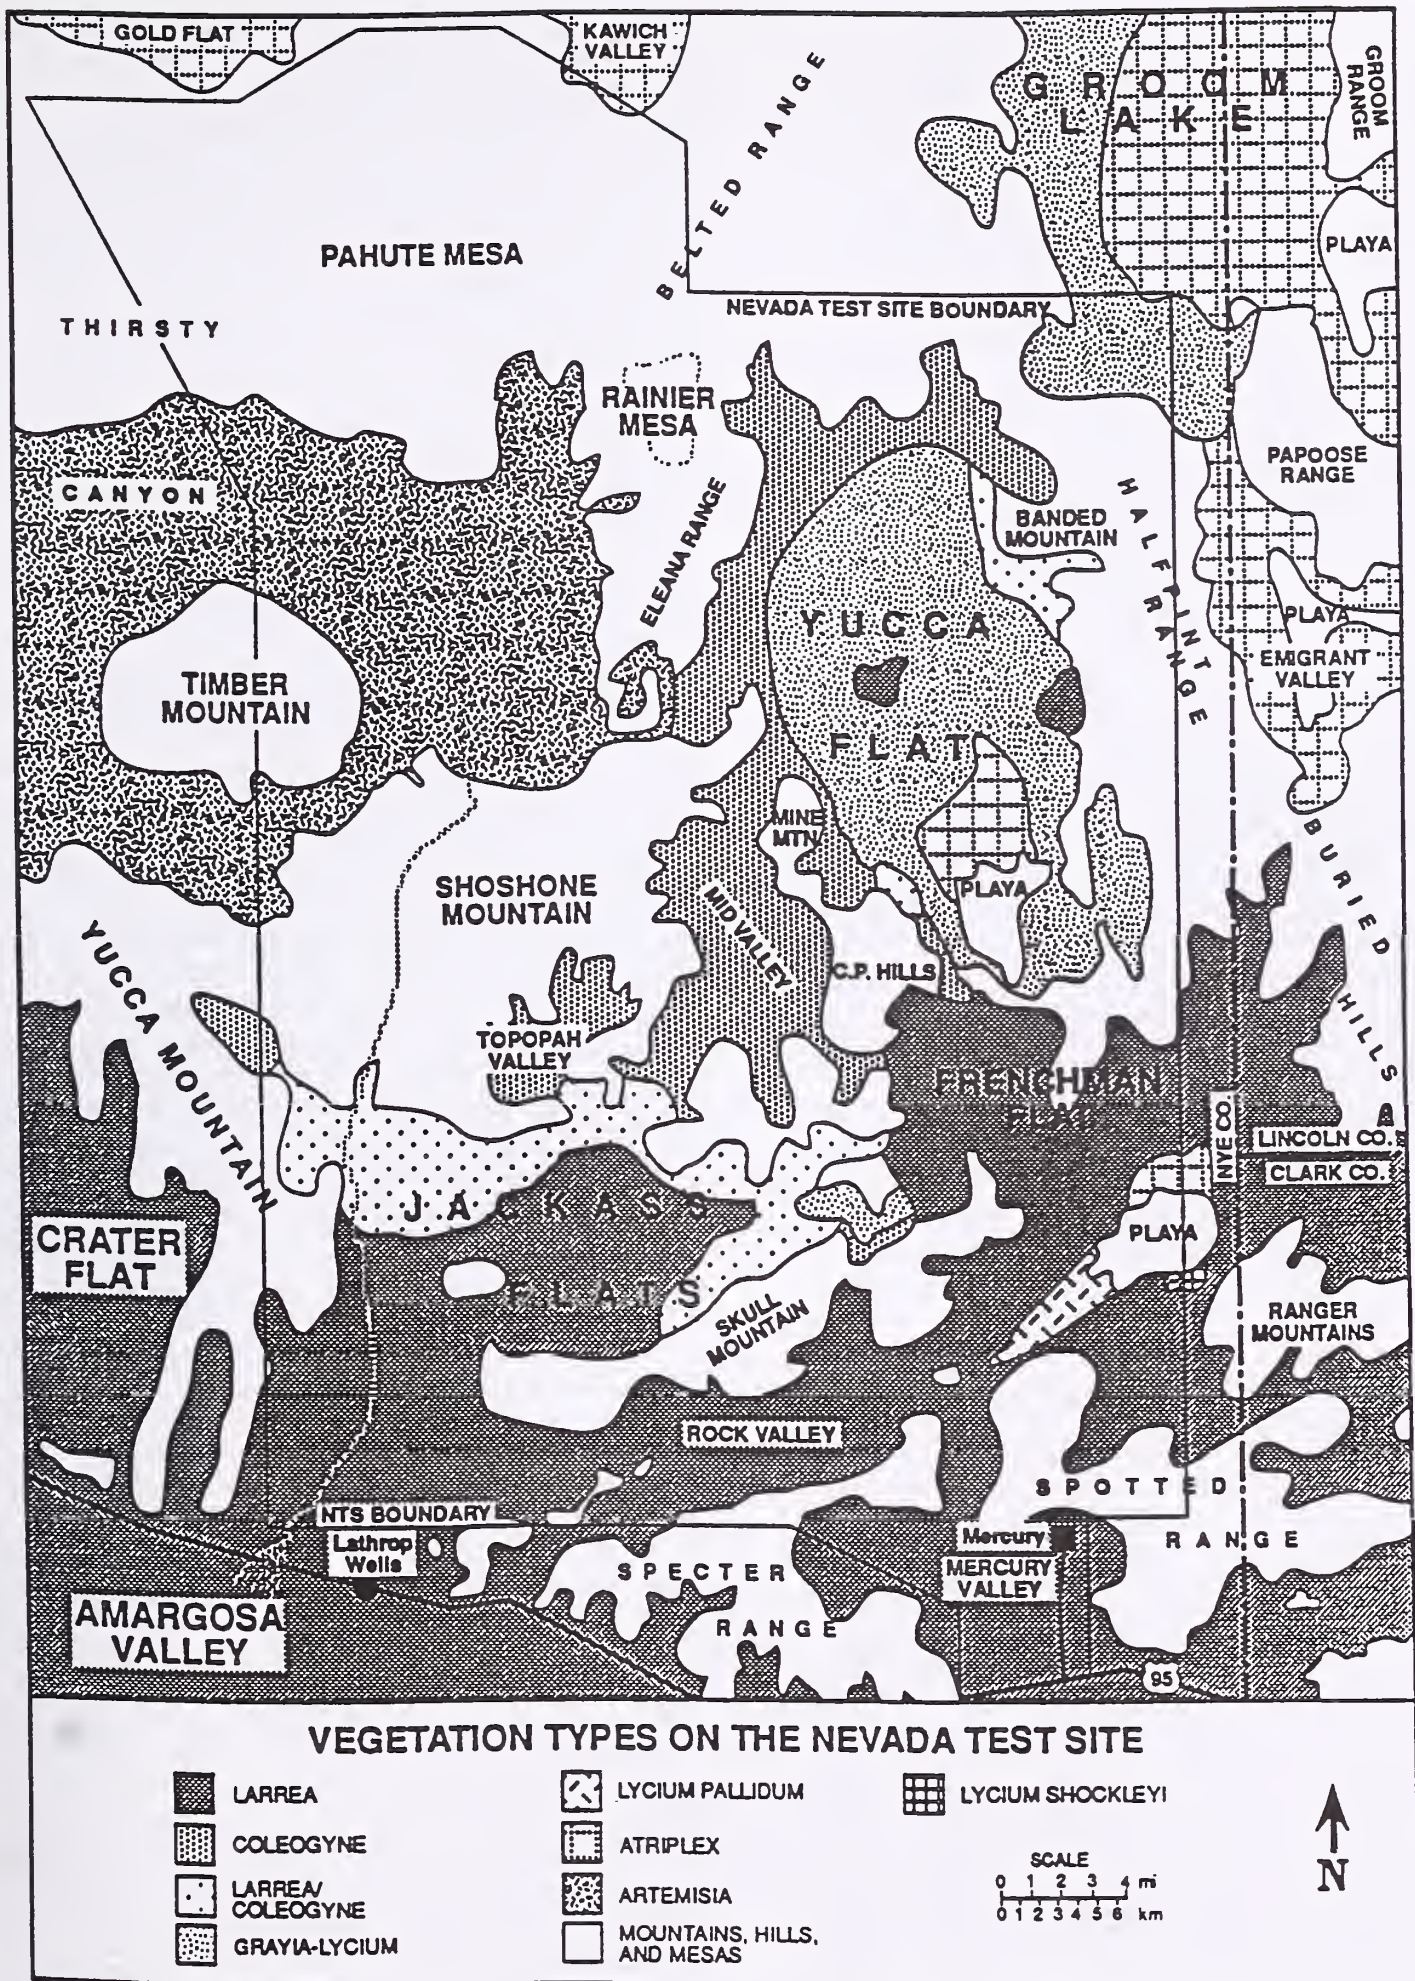 GOLD FLAT
KAWICH
VALLEY
BELTED RANGE
GROOM
LAKE
GROOM
RANGE
PAHUTE MESA
PLAYA
NEVADA TEST SITE BOUNDARY
THIRSTY
CANYON
RAINIER
MESA
ELEANA RANGE
PAPOOSE
RANGE
BANDED
MOUNTAIN
HALFPINT
RANGE
YUCCA
FLAT
PLAYA
EMIGRANT
VALLEY
TIMBER
MOUNTAIN
MINE
MTN
SHOSHONE
MOUNTAIN
MID VALLEY
PLAYA
BURIED
HILLS
YUCCA MOUNTAIN
C.P. HILLS
TOPOPAH
VALLEY
FRENCHMAN
FLAT
NYE CO.
LINCOLN CO.
CLARK CO.
JACKASS
FLATS
CRATER
FLAT
PLAYA
SKULL
MOUNTAIN
RANGER
MOUNTAINS
ROCK VALLEY
SPOTTED
RANGE
NTS BOUNDARY
Lathrop
Wells
Mercury
MERCURY
VALLEY
SPECTER
RANGE
AMARGOSA
VALLEY
95
VEGETATION TYPES ON THE NEVADA TEST SITE
LARREA
COLEOGYNE
LARREA/
COLEOGYNE
GRAYIA-LYCIUM
LYCIUM PALLIDUM
ATRIPLEX
ARTEMISIA
MOUNTAINS, HILLS,
AND MESAS
LYCIUM SHOCKLEYI
SCALE
0 1 2 3 4 mi
0 1 2 3 4 5 6 km
N